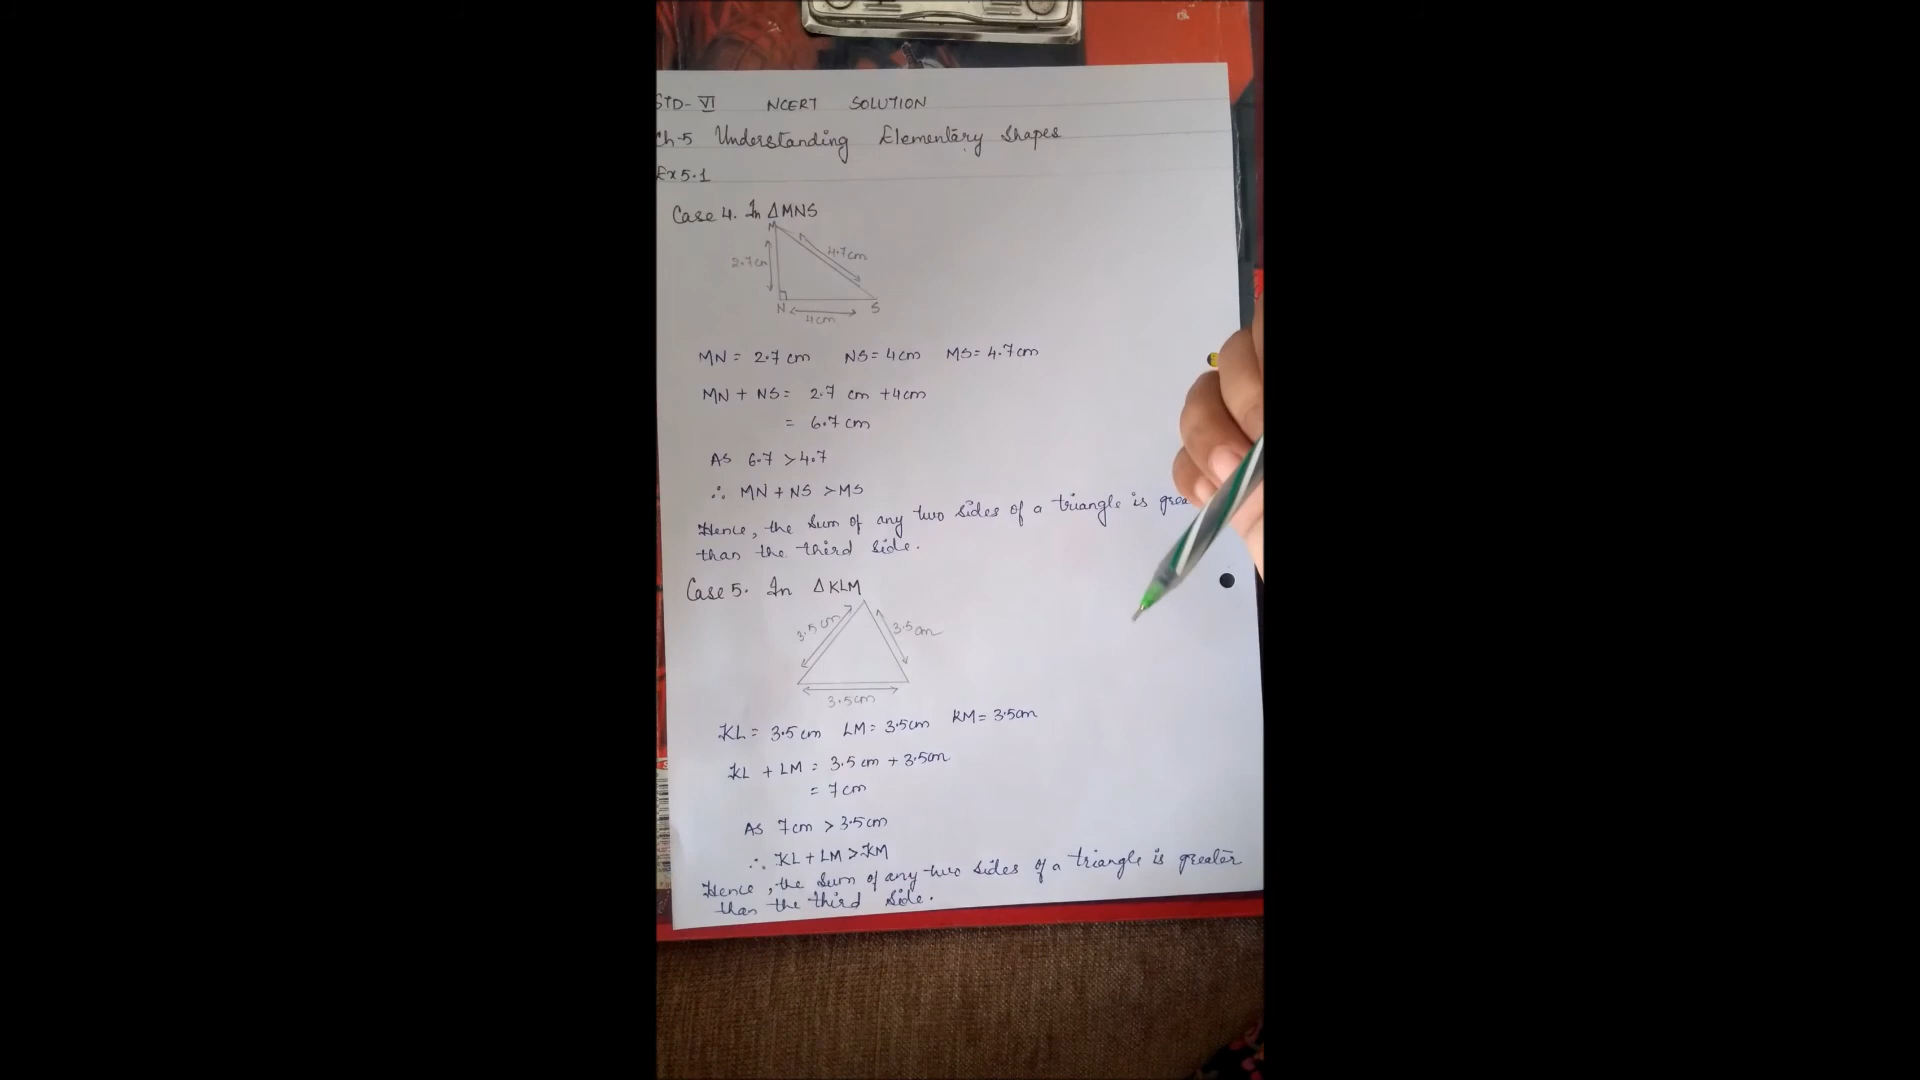 STD- VI NCERT SOLUTION
Ch-5 Understanding Elementary Shapes
Ex 5.1
Case 4. In ΔMNS
M
2.7cm
4.7cm
N
S
4cm
MN = 2.7 cm NS = 4cm MS = 4.7cm
MN + NS = 2.7 cm + 4cm
= 6.7 cm
As 6.7 > 4.7
∴ MN + NS > MS
Hence, the sum of any two sides of a triangle is grea
than the third side.
Case 5. In ΔKLM
3.5 cm
3.5cm
3.5cm
KL = 3.5 cm LM = 3.5cm KM = 3.5cm
KL + LM = 3.5 cm + 3.5cm
= 7cm
As 7cm > 3.5cm
∴ KL + LM > KM
Hence, the sum of any two sides of a triangle is greater
than the third side.